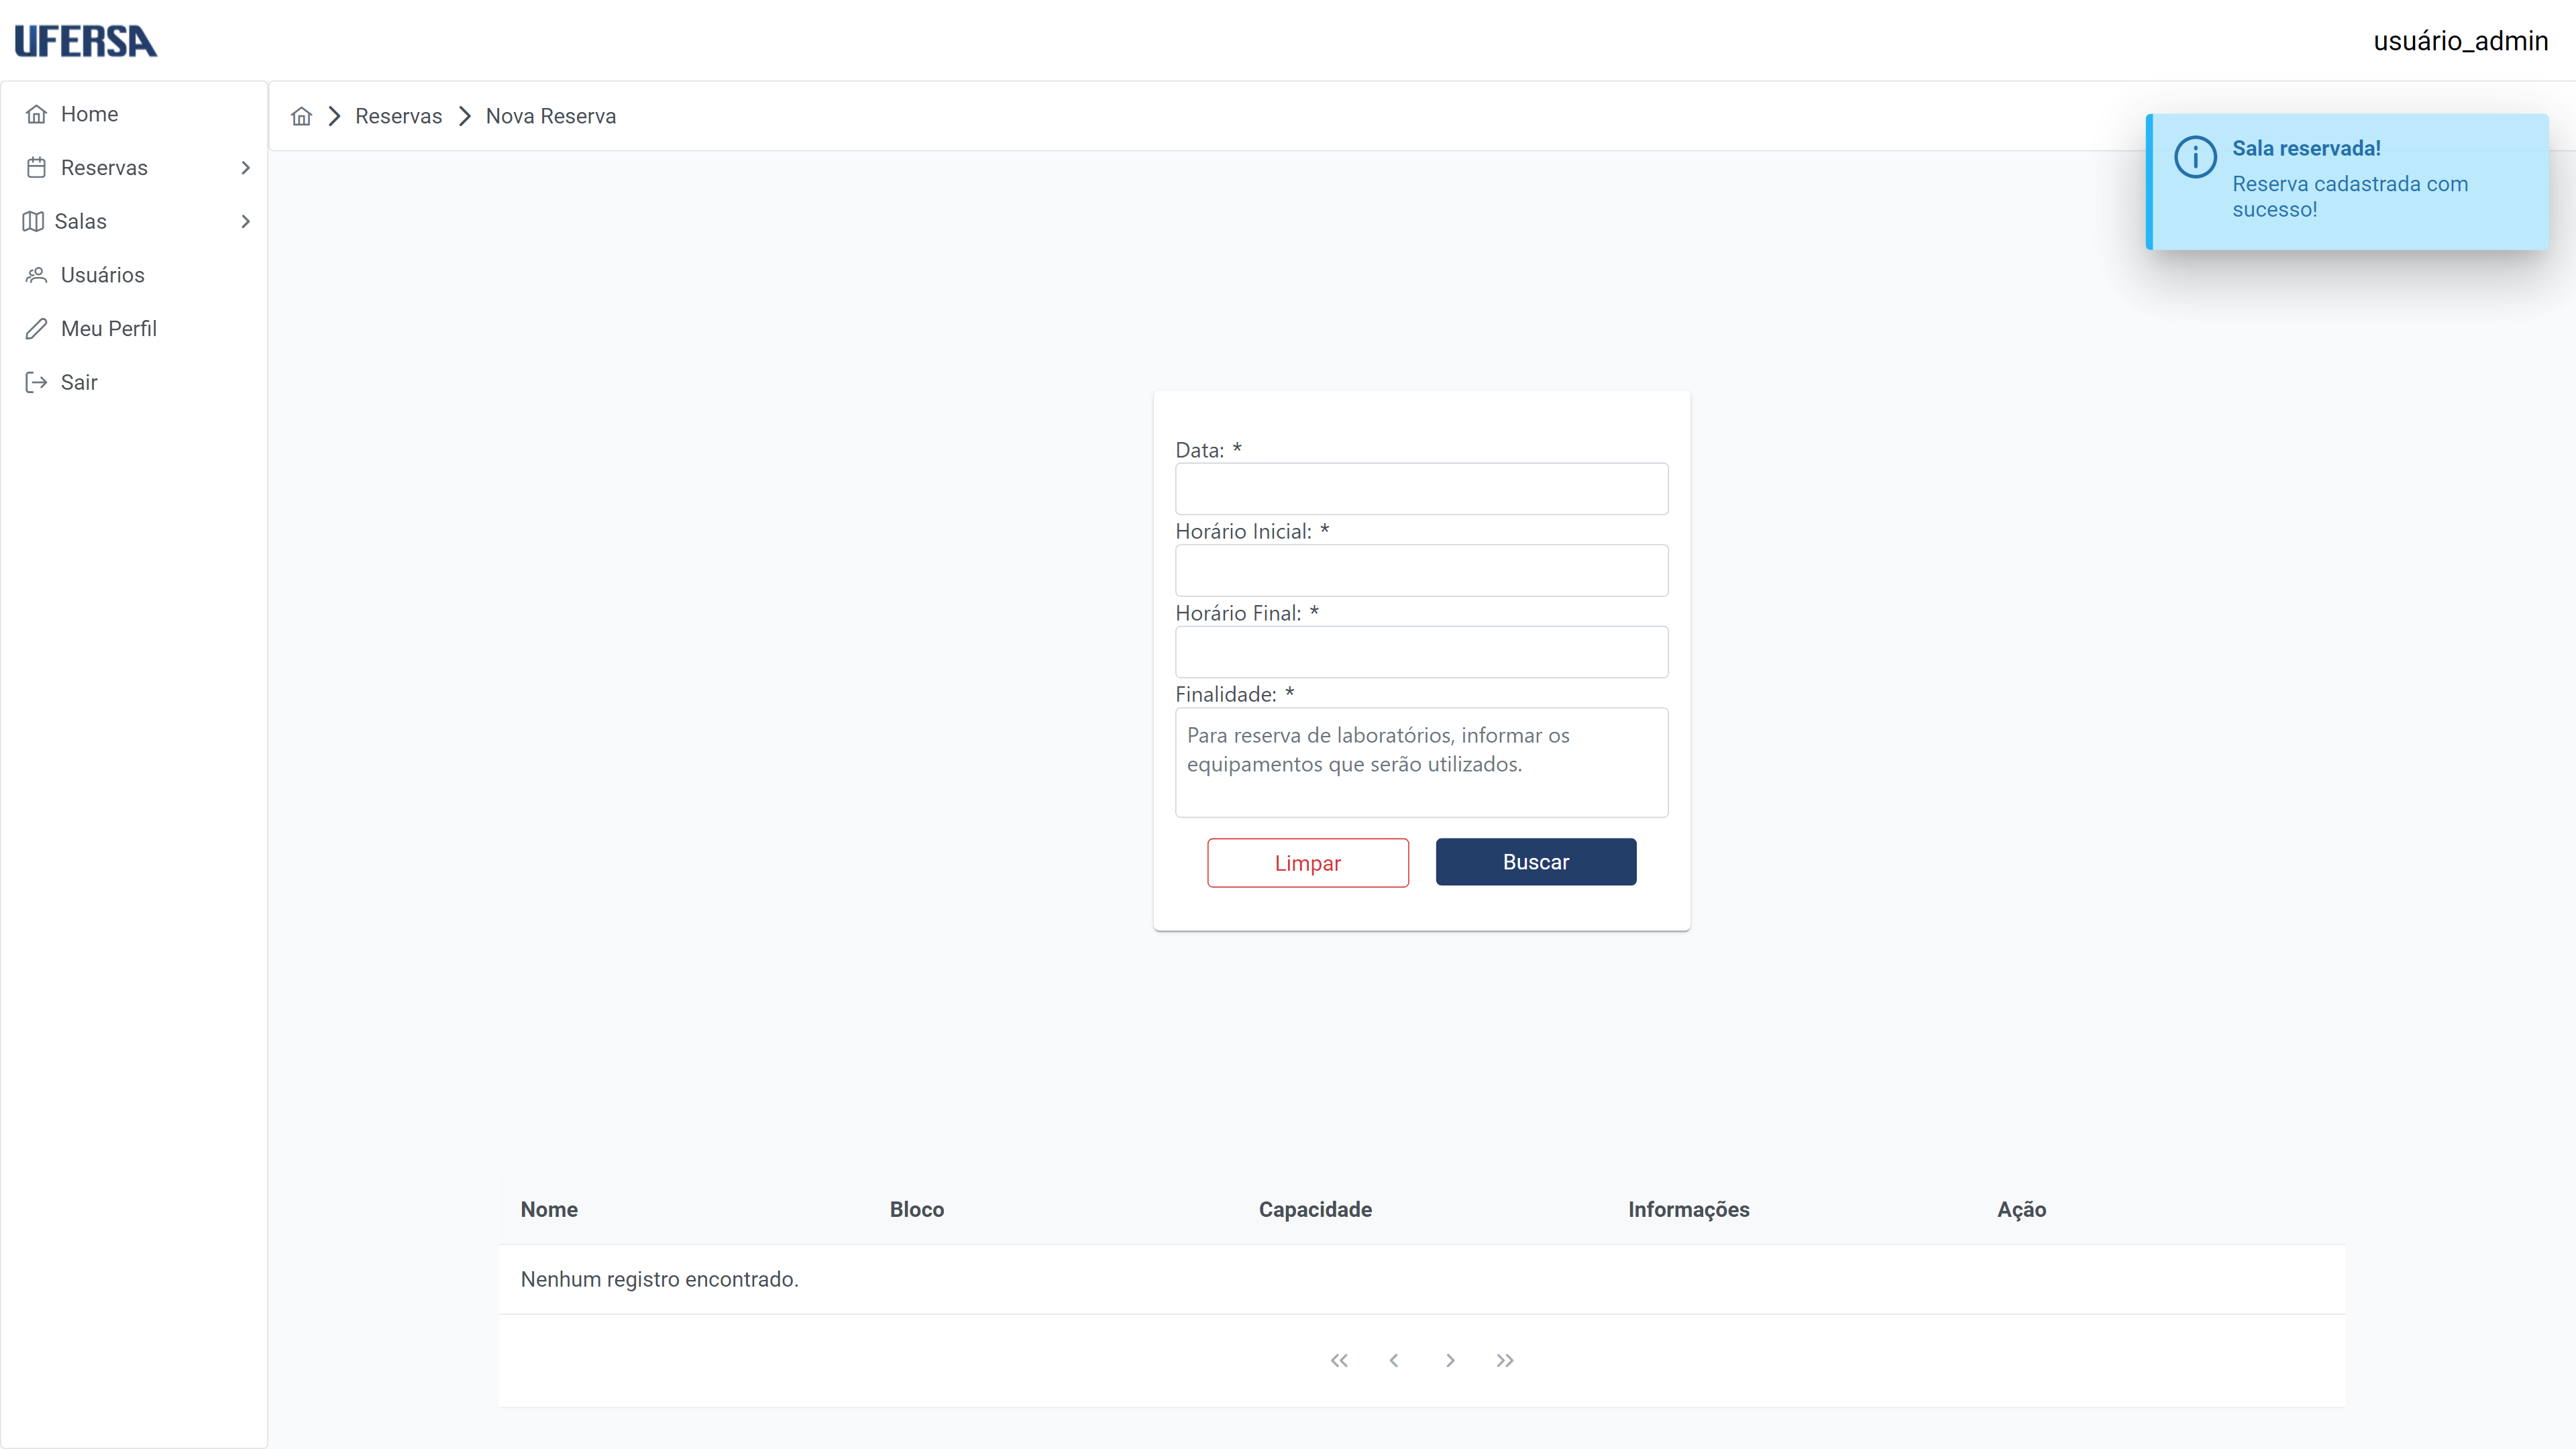 UFERSA
usuário_admin
Home
Reservas
Salas
Usuários
Meu Perfil
Sair
Reservas
Nova Reserva
Sala reservada!
Reserva cadastrada com
sucesso!
Data: *
Horário Inicial: *
Horário Final: *
Finalidade: *
Para reserva de laboratórios, informar os
equipamentos que serão utilizados.
Limpar
Buscar
Nome Bloco Capacidade Informações Ação
Nenhum registro encontrado.